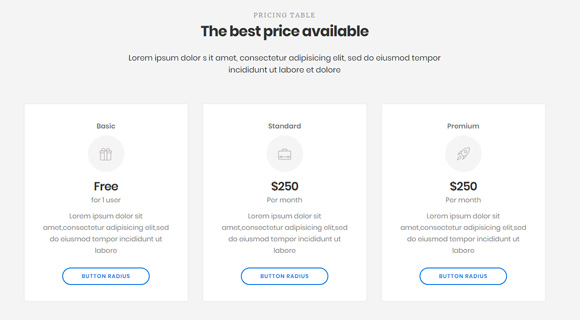 PRICING TABLE
The best price available
Lorem ipsum dolor s it amet, consectetur adipisicing elit, sed do eiusmod tempor
incididunt ut labore et dolore
Basic
Free
for 1 user
Lorem ipsum dolor sit
amet,consectetur adipisicing elit,sed
do eiusmod tempor incididunt ut
labore
BUTTON RADIUS
Standard
$250
Per month
Lorem ipsum dolor sit
amet,consectetur adipisicing elit,sed
do eiusmod tempor incididunt ut
labore
BUTTON RADIUS
Premium
$250
Per month
Lorem ipsum dolor sit
amet,consectetur adipisicing elit,sed
do eiusmod tempor incididunt ut
labore
BUTTON RADIUS